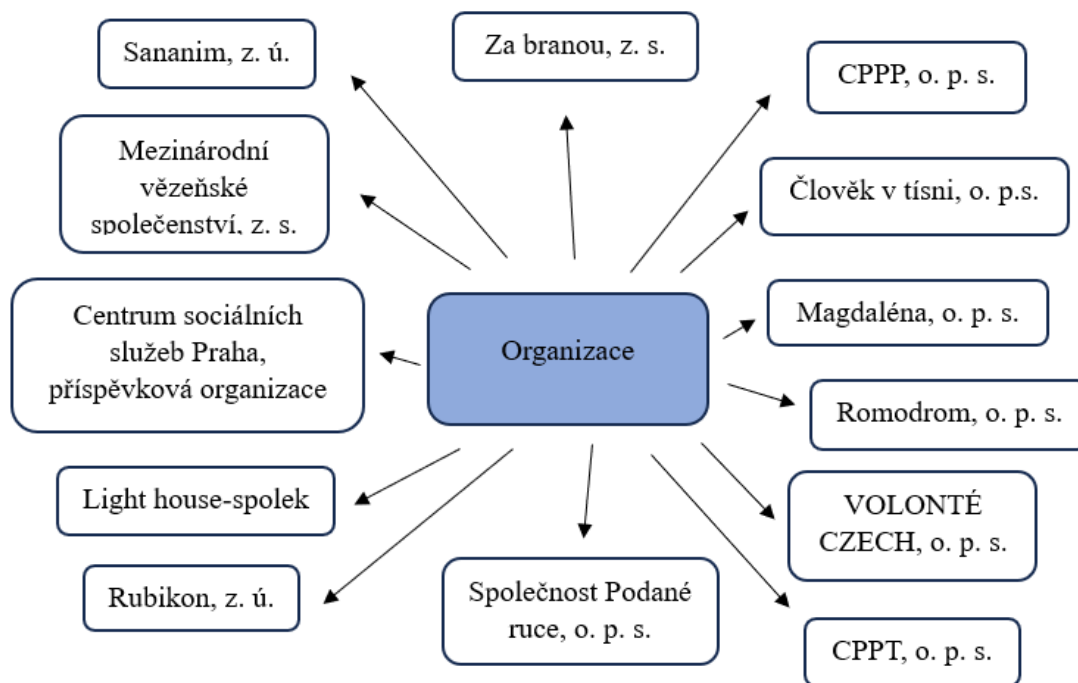 Sananim, z. ú.
Za branou, z. s.
CPPP, o. p. s.
Mezinárodní
vězeňské
společenství, z. s.
Člověk v tísni, o. p.s.
Centrum sociálních
služeb Praha,
příspěvková organizace
Organizace
Magdaléna, o. p. s.
Romodrom, o. p. s.
Light house-spolek
VOLONTÉ
CZECH, o. p. s.
Rubikon, z. ú.
Společnost Podané
ruce, o. p. s.
CPPT, o. p. s.